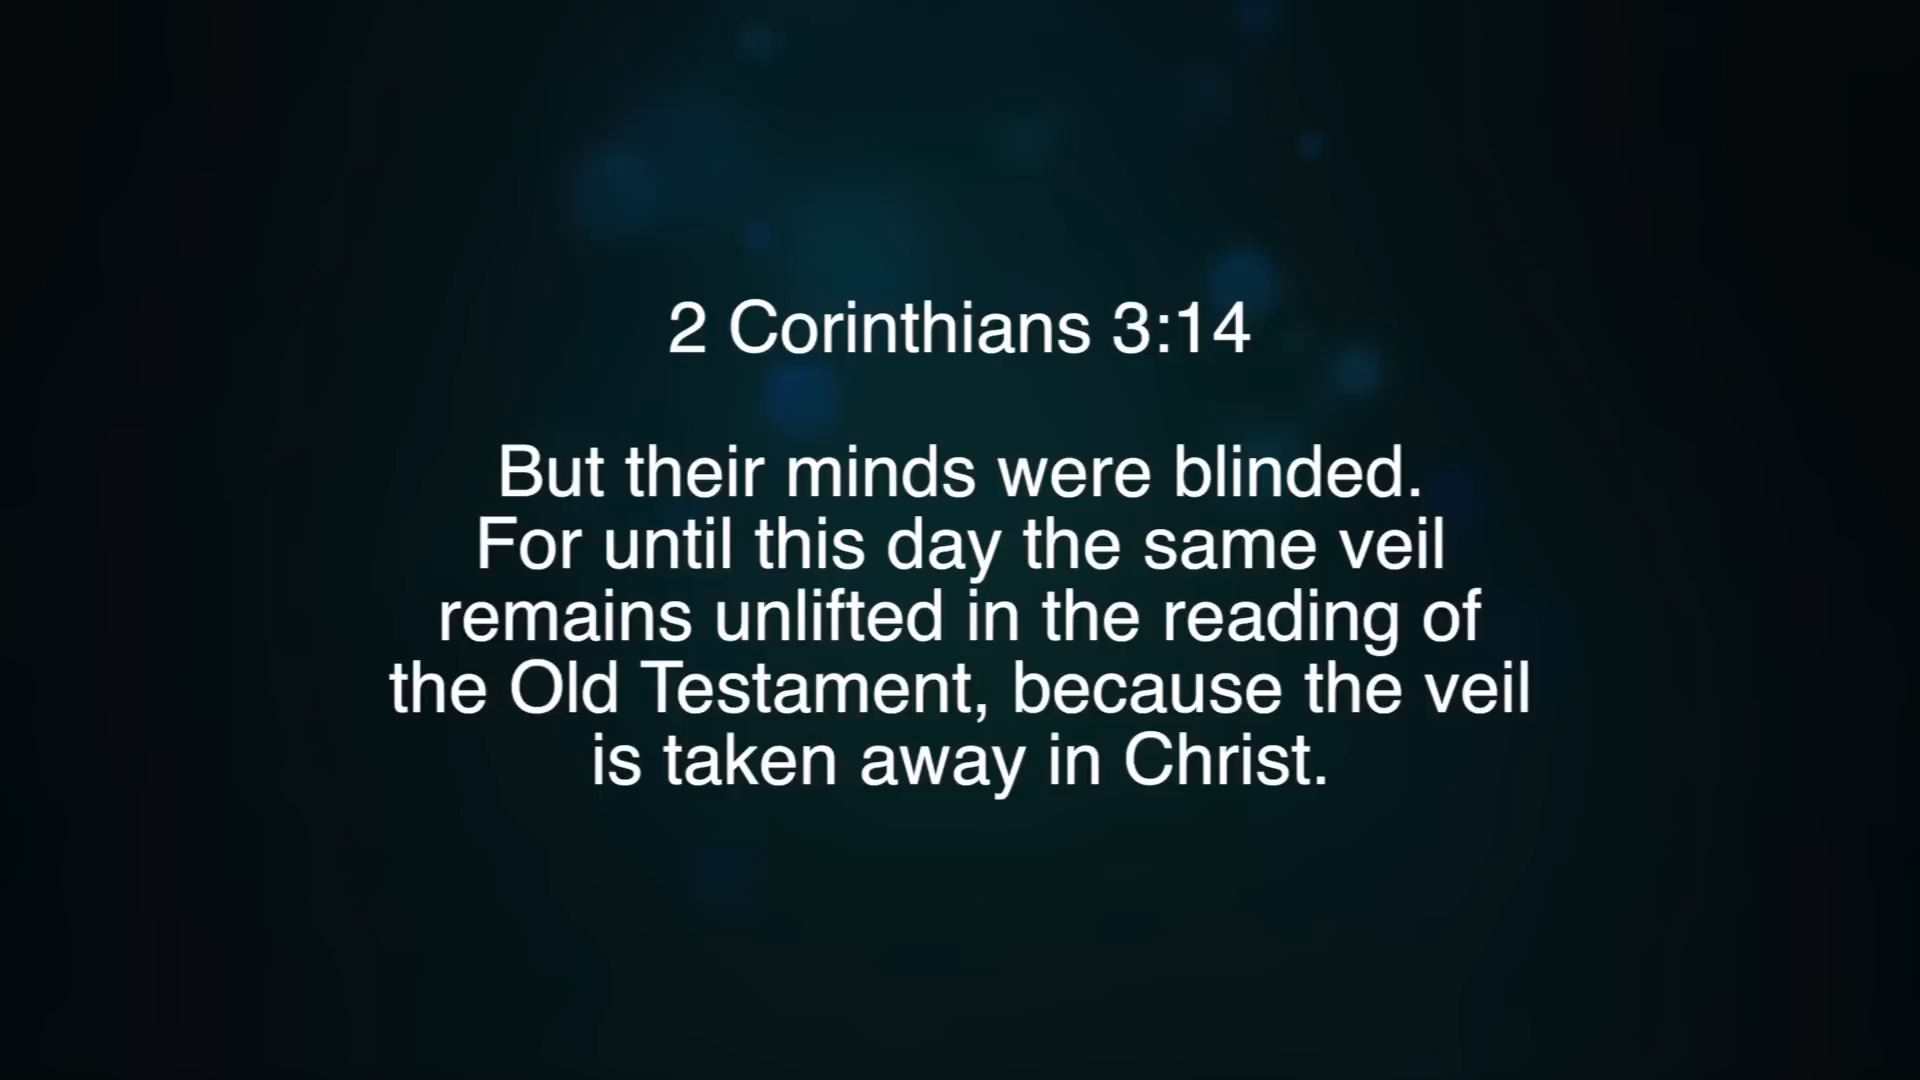 2 Corinthians 3:14
But their minds were blinded.
For until this day the same veil
remains unlifted in the reading of
the Old Testament, because the veil
is taken away in Christ.